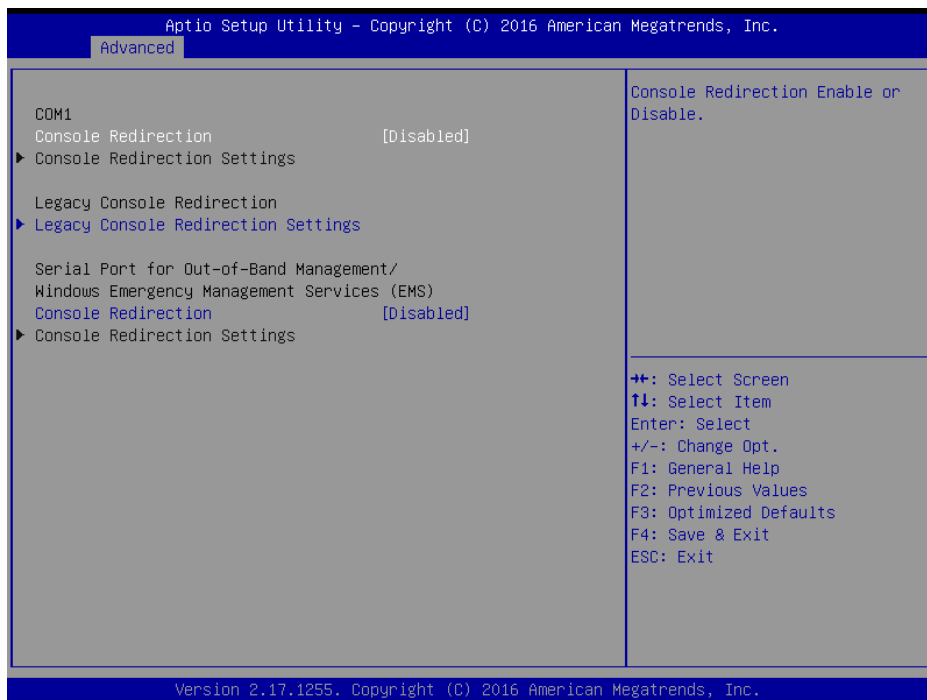 Aptio Setup Utility – Copyright (C) 2016 American Megatrends, Inc.
Advanced
COM1
Console Redirection [Disabled]
▶ Console Redirection Settings
Legacy Console Redirection
▶ Legacy Console Redirection Settings
Serial Port for Out-of-Band Management/
Windows Emergency Management Services (EMS)
Console Redirection [Disabled]
▶ Console Redirection Settings
Console Redirection Enable or
Disable.
→←: Select Screen
↑↓: Select Item
Enter: Select
+/-: Change Opt.
F1: General Help
F2: Previous Values
F3: Optimized Defaults
F4: Save & Exit
ESC: Exit
Version 2.17.1255. Copyright (C) 2016 American Megatrends, Inc.